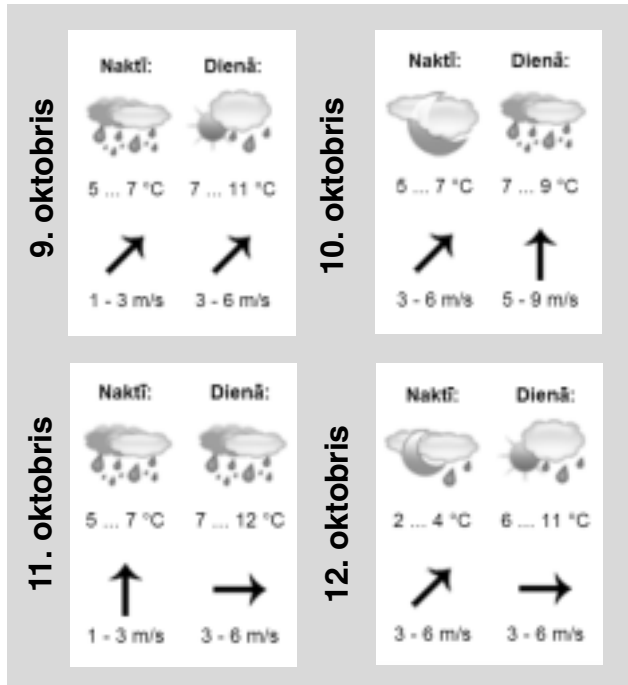 9. oktobris
Naktī: Dienā:
5 ... 7 °C 7 ... 11 °C
1 - 3 m/s 3 - 6 m/s
10. oktobris
Naktī: Dienā:
5 ... 7 °C 7 ... 9 °C
3 - 6 m/s 5 - 9 m/s
11. oktobris
Naktī: Dienā:
5 ... 7 °C 7 ... 12 °C
1 - 3 m/s 3 - 6 m/s
12. oktobris
Naktī: Dienā:
2 ... 4 °C 6 ... 11 °C
3 - 6 m/s 3 - 6 m/s